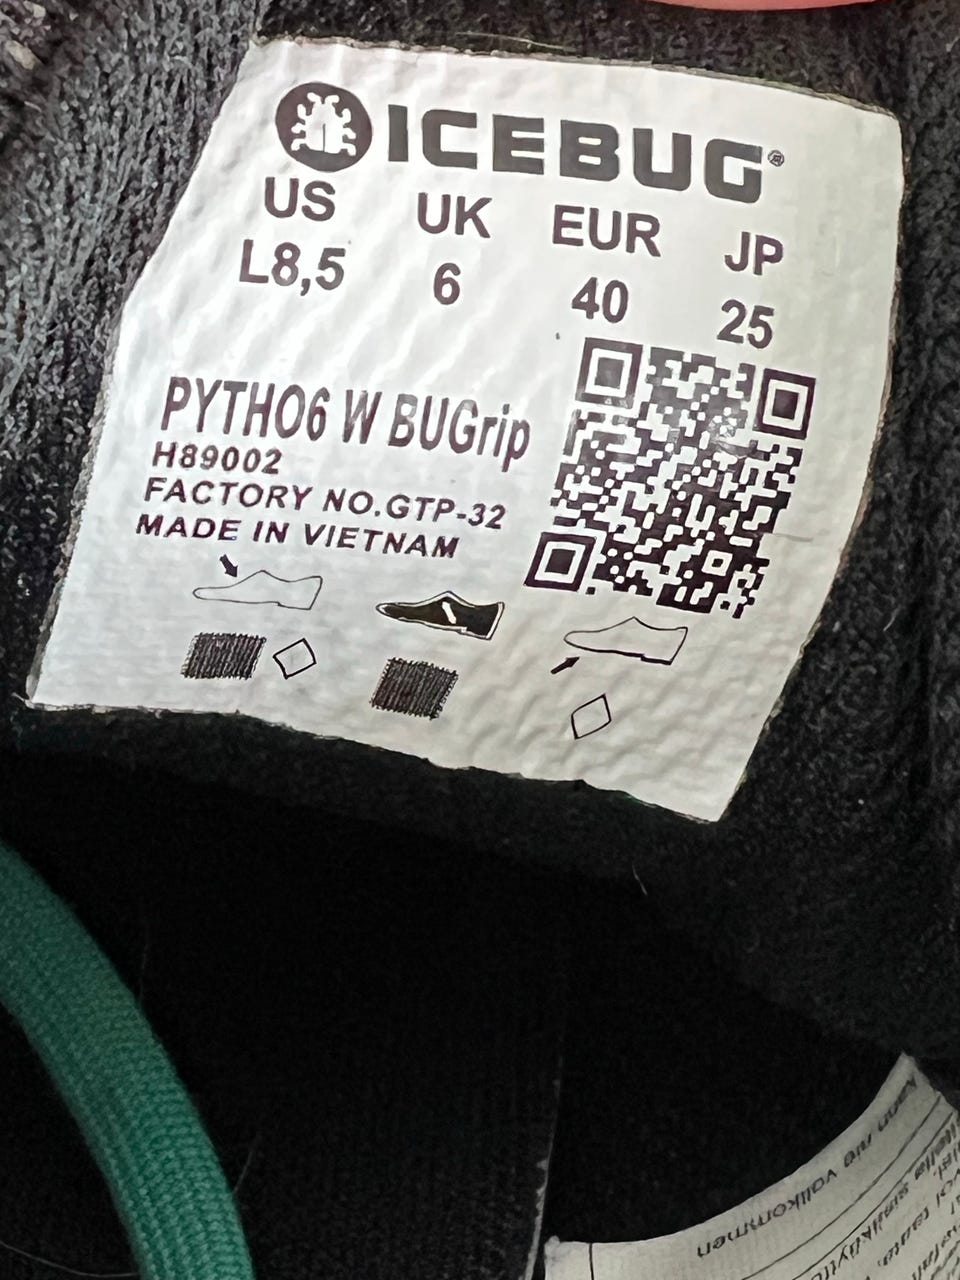 ICEBUG®
US UK EUR JP
L8,5 6 40 25
PYTHO6 W BUGrip
H89002
FACTORY NO.GTP-32
MADE IN VIETNAM